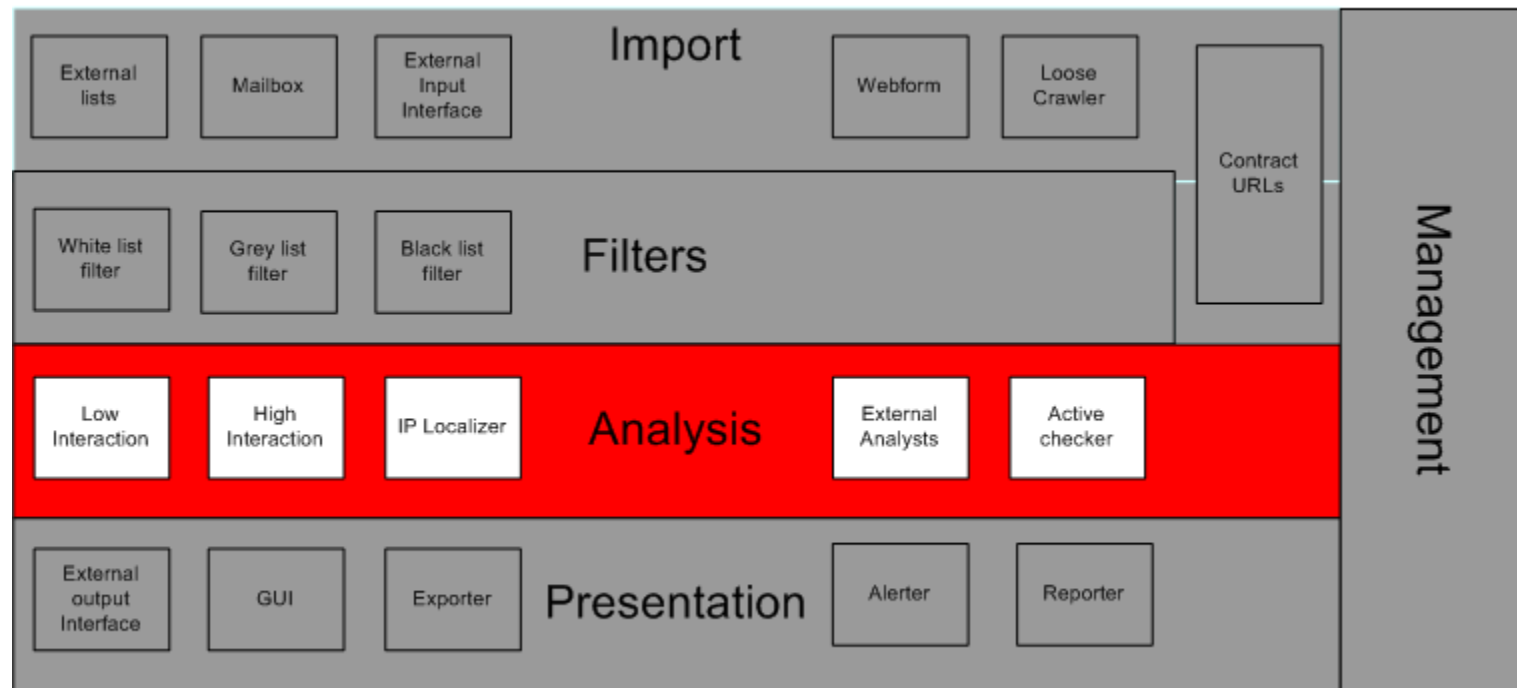 Import
External
lists
Mailbox
External
Input
Interface
Webform
Loose
Crawler
Contract
URLs
Management
White list
filter
Grey list
filter
Black list
filter
Filters
Low
Interaction
High
Interaction
IP Localizer
Analysis
External
Analysts
Active
checker
External
output
Interface
GUI
Exporter
Presentation
Alerter
Reporter